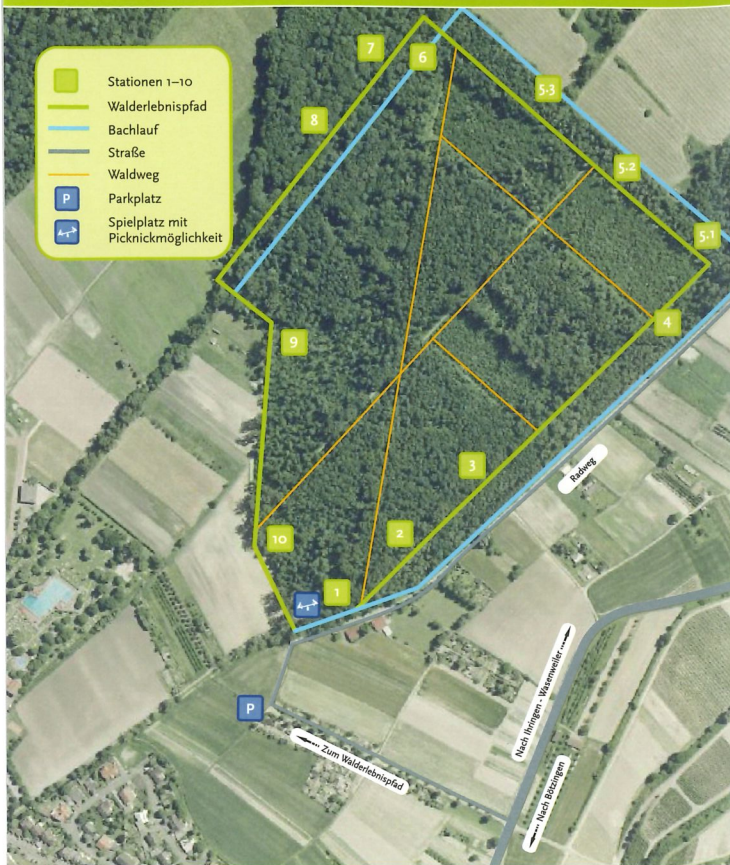 Stationen 1–10
Walderlebnispfad
Bachlauf
Straße
Waldweg
P
Parkplatz
Spielplatz mit
Picknickmöglichkeit
7
6
8
5.3
5.2
5.1
4
9
3
Radweg
2
10
1
P
Zum Walderlebnispfad
Nach Ihringen - Wasenweiler
Nach Bötzingen